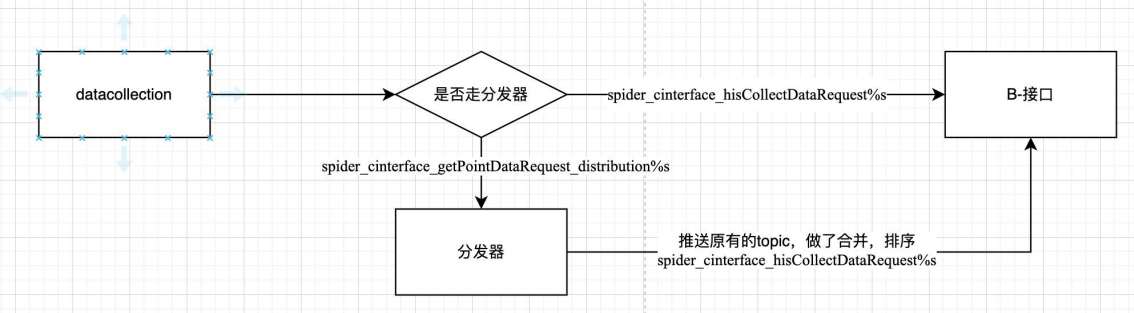 datacollection
是否走分发器
spider_cinterface_hisCollectDataRequest%s
B-接口
spider_cinterface_getPointDataRequest_distribution%s
分发器
推送原有的topic，做了合并，排序
spider_cinterface_hisCollectDataRequest%s